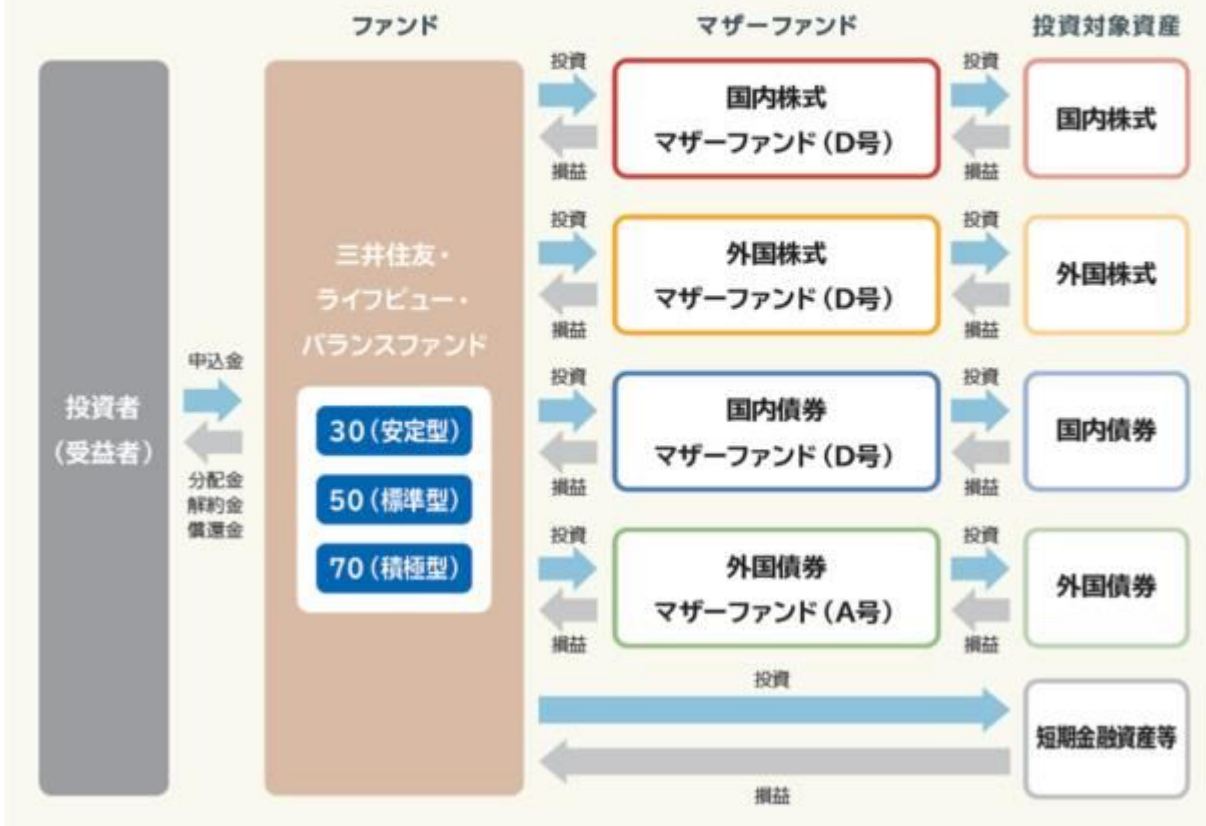 ファンド
マザーファンド
投資対象資産
投資者
(受益者)
申込金
分配金
解約金
償還金
三井住友・
ライフビュー・
バランスファンド
30(安定型)
50(標準型)
70(積極型)
投資
損益
国内株式
マザーファンド(D号)
投資
損益
国内株式
投資
損益
外国株式
マザーファンド(D号)
投資
損益
外国株式
投資
損益
国内債券
マザーファンド(D号)
投資
損益
国内債券
投資
損益
外国債券
マザーファンド(A号)
投資
損益
外国債券
投資
損益
短期金融資産等